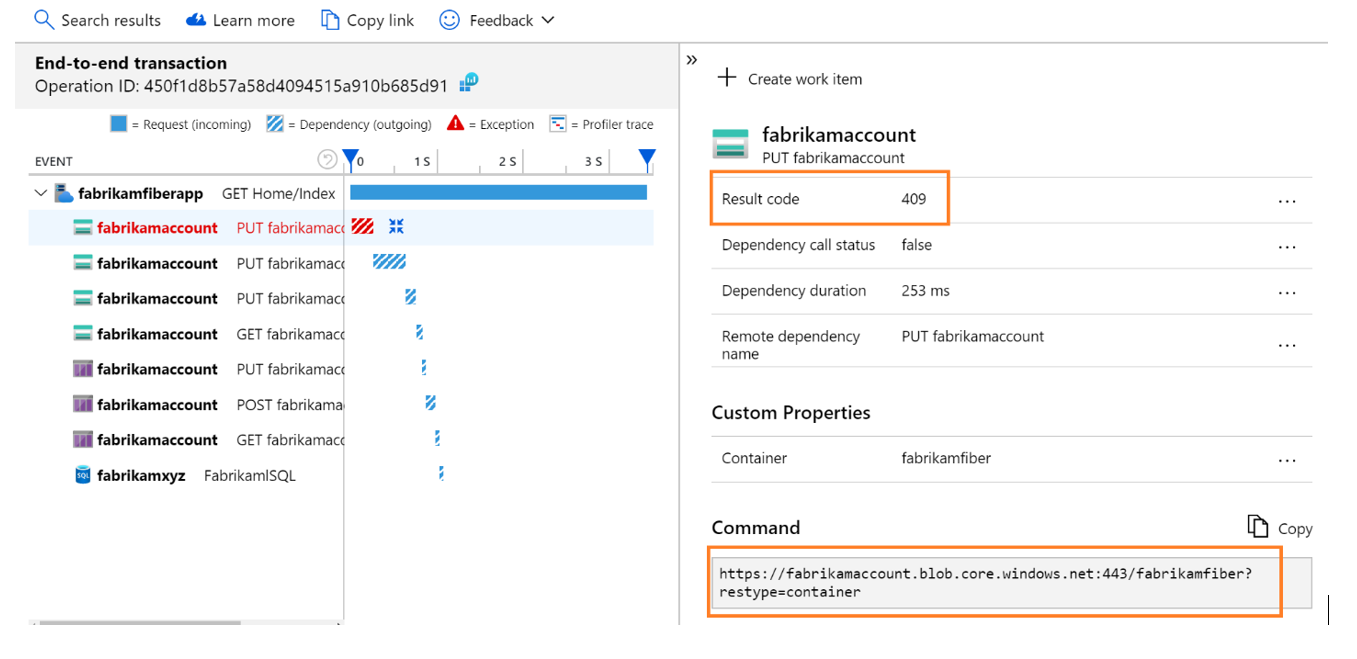 Search results Learn more Copy link Feedback
End-to-end transaction
Operation ID: 450f1d8b57a58d4094515a910b685d91
= Request (incoming) = Dependency (outgoing) = Exception = Profiler trace
EVENT 0 1 S 2 S 3 S
fabrikamfiberapp GET Home/Index
fabrikamaccount PUT fabrikamacc
fabrikamaccount PUT fabrikamacc
fabrikamaccount PUT fabrikamacc
fabrikamaccount GET fabrikamacc
fabrikamaccount PUT fabrikamacc
fabrikamaccount POST fabrikama
fabrikamaccount GET fabrikamacc
SQL fabrikamxyz FabrikamlSQL
Create work item
fabrikamaccount
PUT fabrikamaccount
Result code 409 ...
Dependency call status false ...
Dependency duration 253 ms ...
Remote dependency name PUT fabrikamaccount ...
Custom Properties
Container fabrikamfiber ...
Command Copy
https://fabrikamaccount.blob.core.windows.net:443/fabrikamfiber?
restype=container